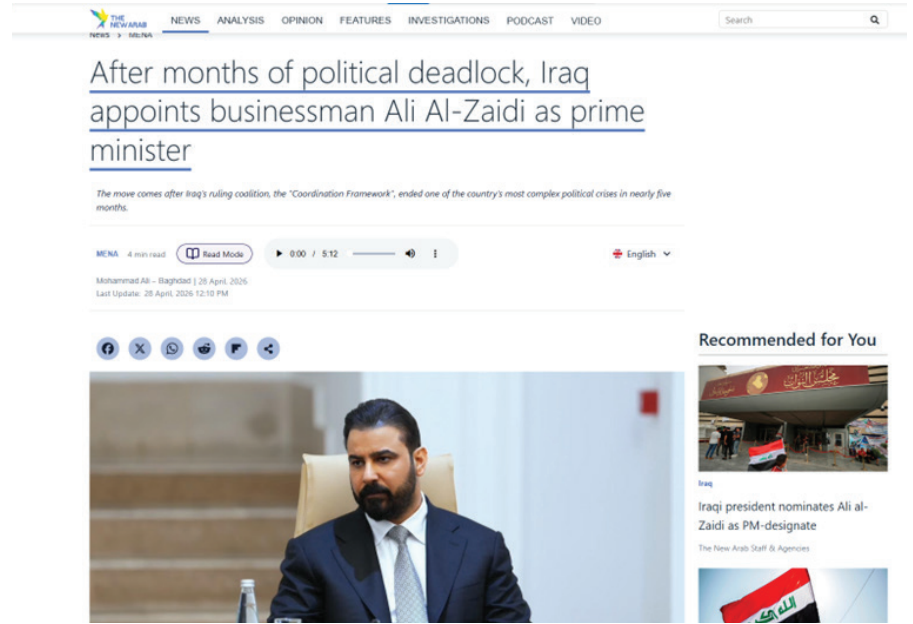 THE
NEW ARAB
NEWS ANALYSIS OPINION FEATURES INVESTIGATIONS PODCAST VIDEO
Search
NEWS > MENA
After months of political deadlock, Iraq
appoints businessman Ali Al-Zaidi as prime
minister
The move comes after Iraq's ruling coalition, the "Coordination Framework", ended one of the country's most complex political crises in nearly five
months.
MENA 4 min read Read Mode 0:00 / 5:12 English
Mohammad Ali – Baghdad | 28 April, 2026
Last Update: 28 April, 2026 12:10 PM
Recommended for You
مجلس النواب
Iraq
Iraqi president nominates Ali al-
Zaidi as PM-designate
The New Arab Staff & Agencies
الله اكبر